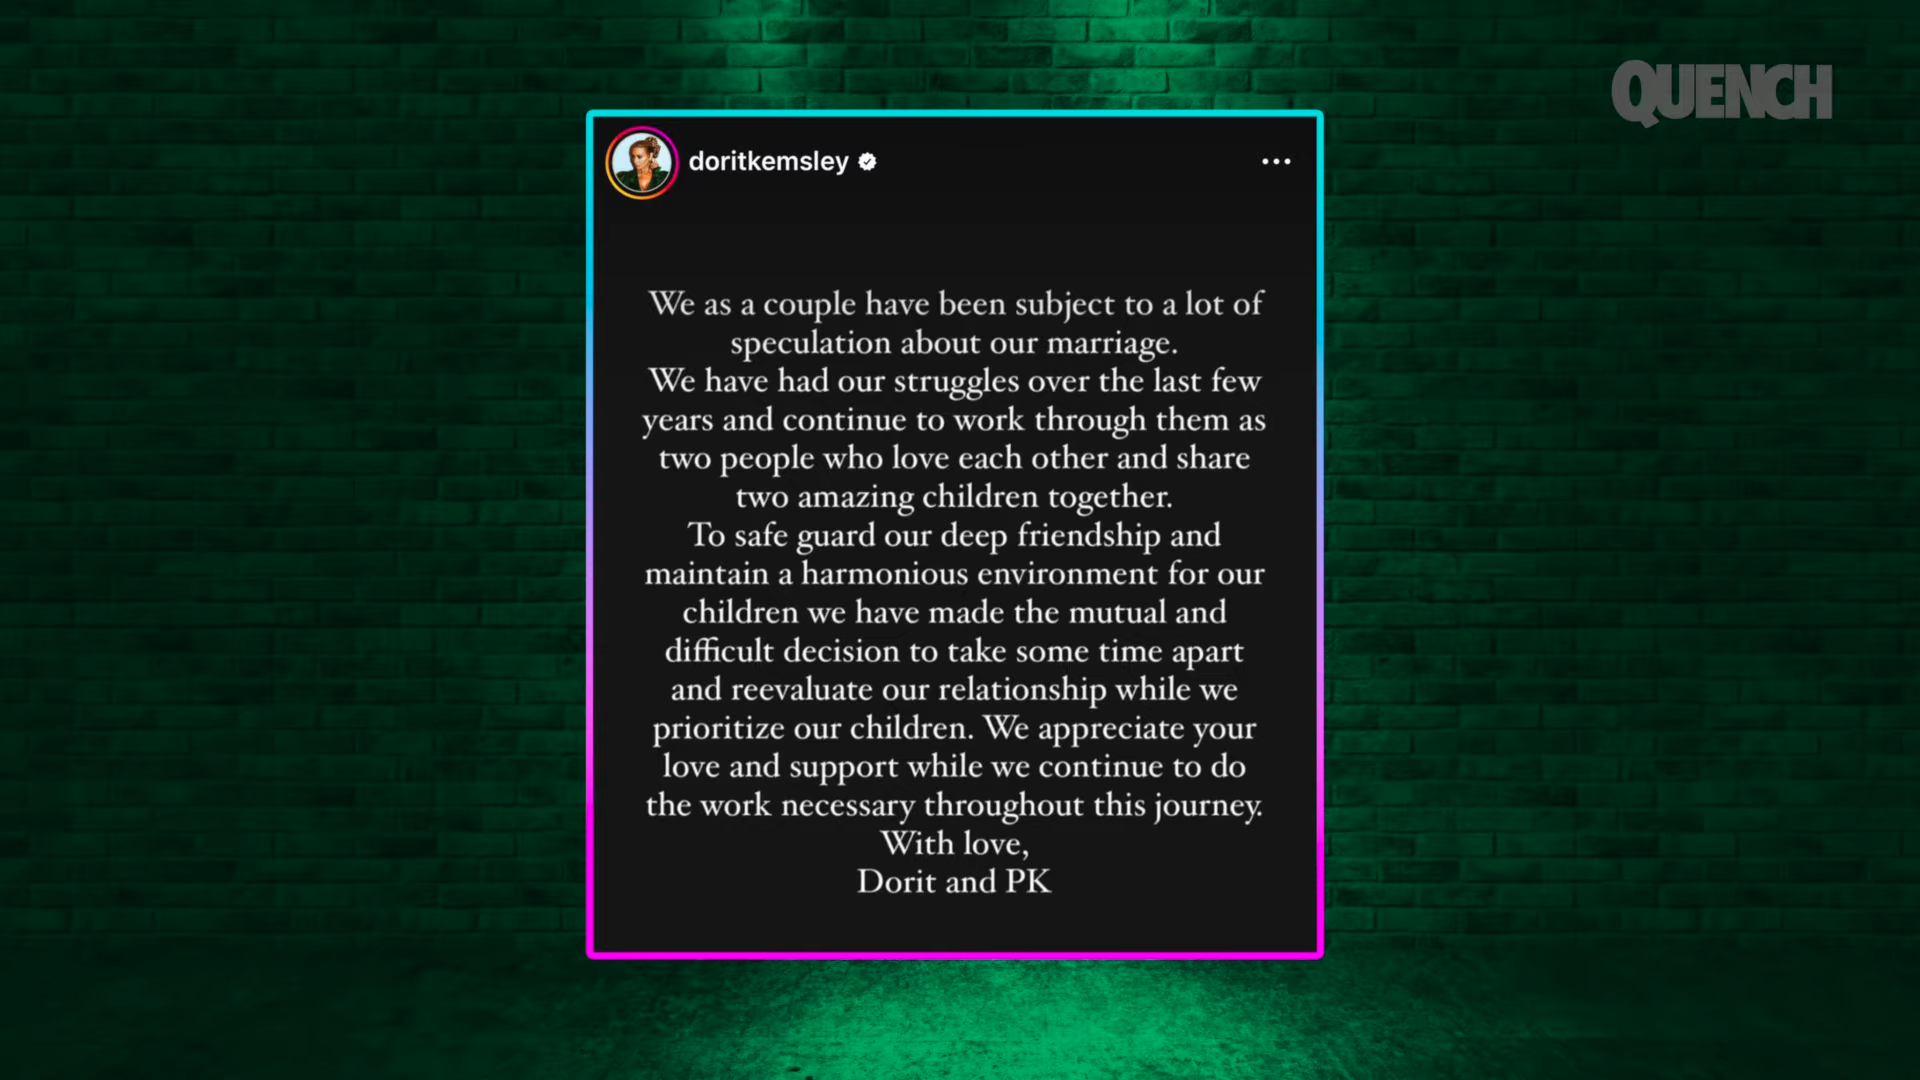 QUENCH
doritkemsley
We as a couple have been subject to a lot of
speculation about our marriage.
We have had our struggles over the last few
years and continue to work through them as
two people who love each other and share
two amazing children together.
To safe guard our deep friendship and
maintain a harmonious environment for our
children we have made the mutual and
difficult decision to take some time apart
and reevaluate our relationship while we
prioritize our children. We appreciate your
love and support while we continue to do
the work necessary throughout this journey.
With love,
Dorit and PK